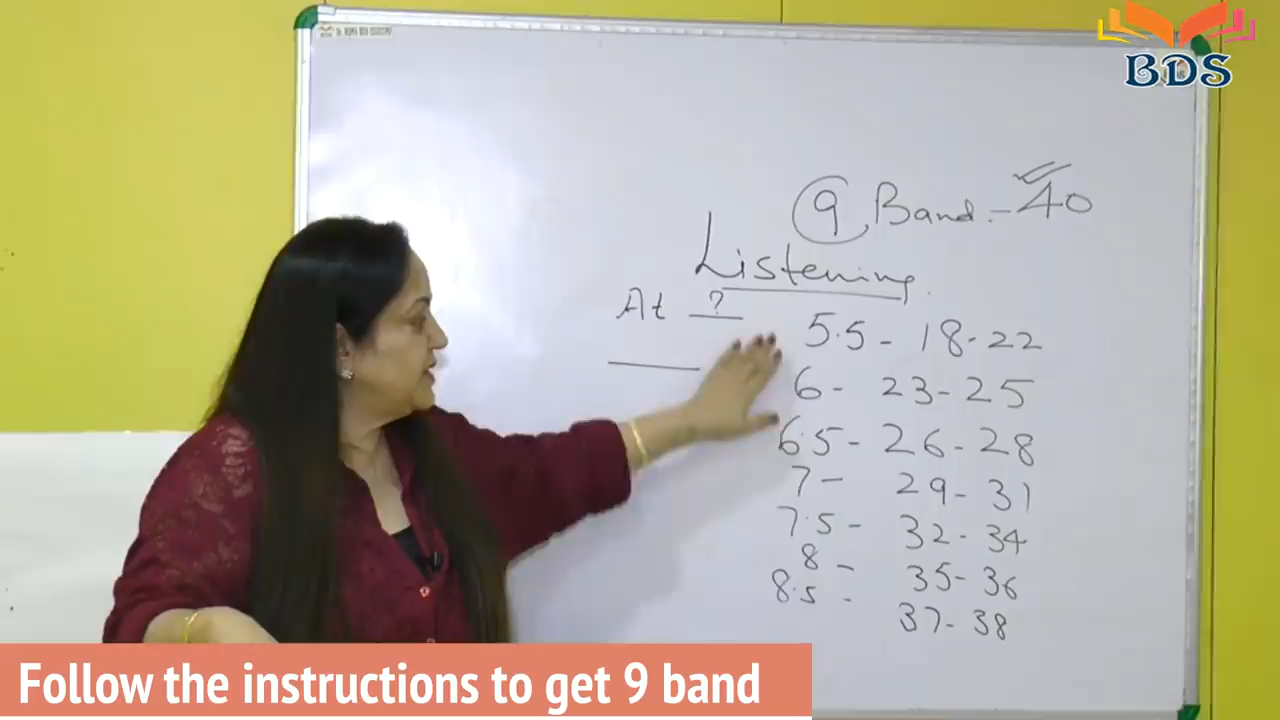 BDS
9 Band - 40
Listening
At ?
5.5 - 18-22
6 - 23-25
6.5 - 26-28
7 - 29-31
7.5 - 32-34
8 - 35-36
8.5 - 37-38
Follow the instructions to get 9 band